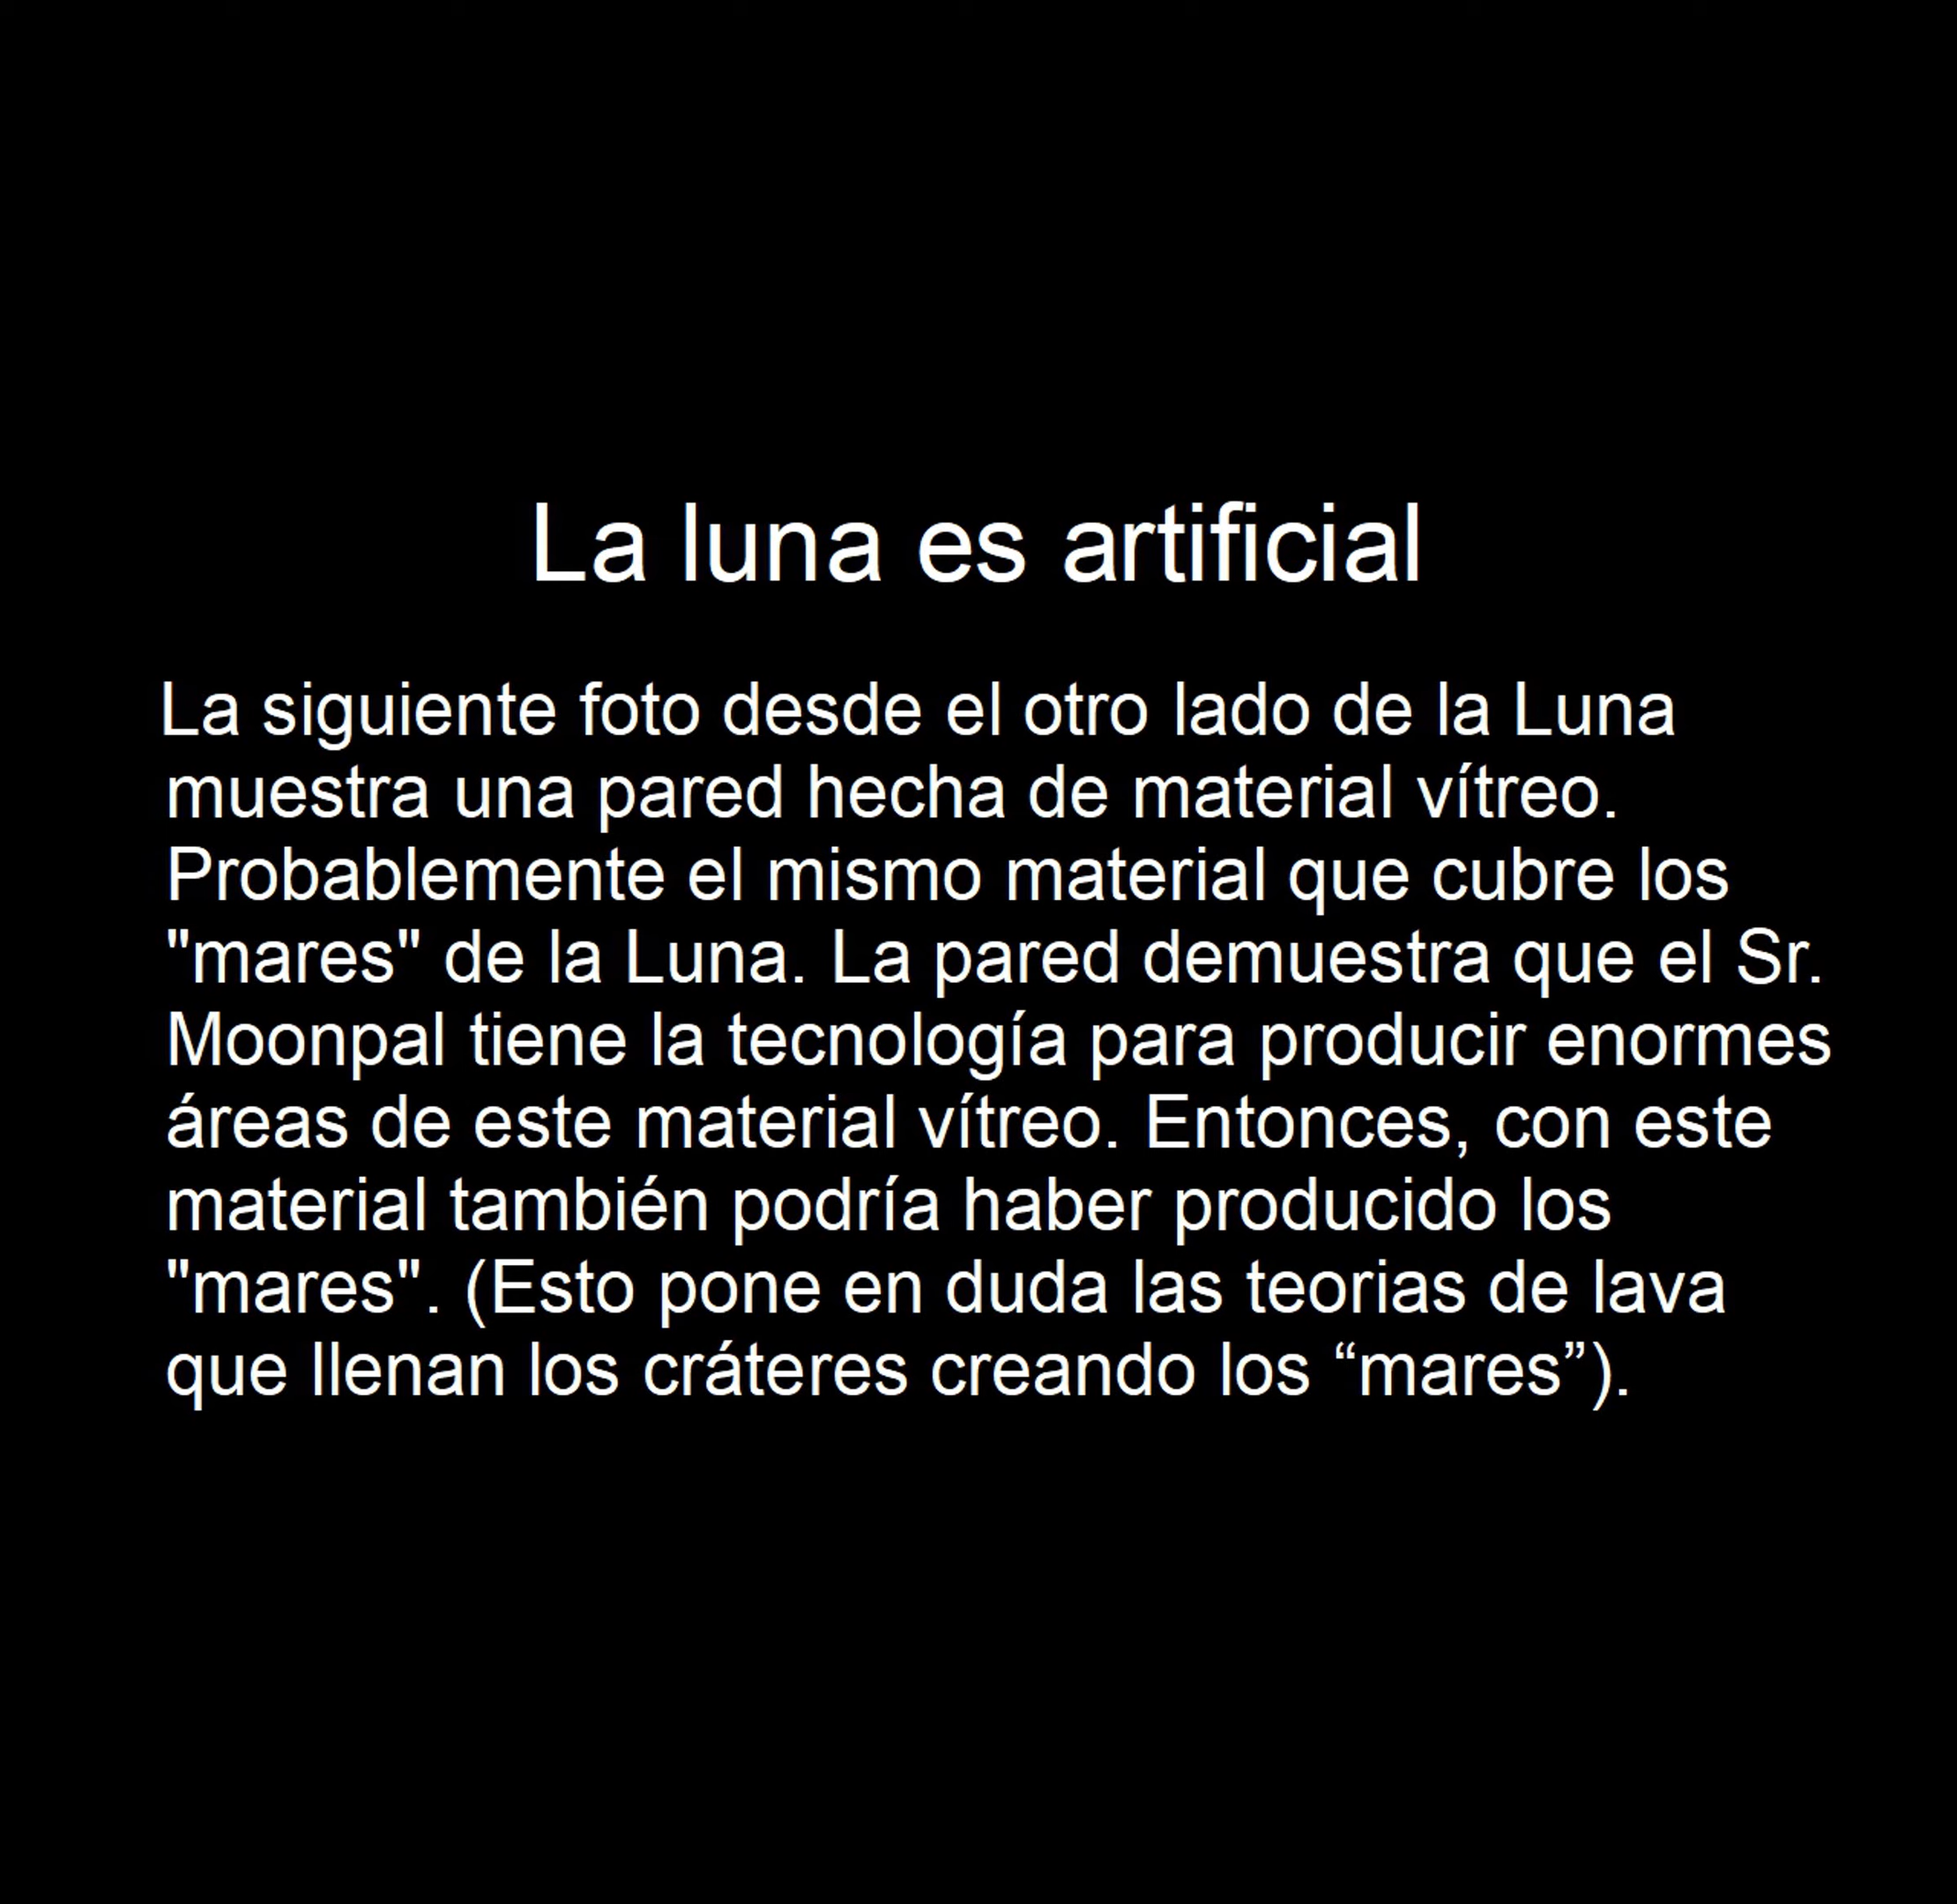 La luna es artificial
La siguiente foto desde el otro lado de la Luna
muestra una pared hecha de material vítreo.
Probablemente el mismo material que cubre los
"mares" de la Luna. La pared demuestra que el Sr.
Moonpal tiene la tecnología para producir enormes
áreas de este material vítreo. Entonces, con este
material también podría haber producido los
"mares". (Esto pone en duda las teorias de lava
que llenan los cráteres creando los “mares”).